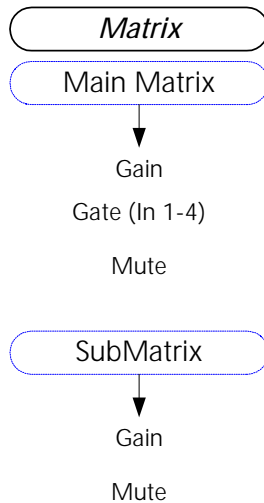 Matrix
Main Matrix
Gain
Gate (In 1-4)
Mute
SubMatrix
Gain
Mute